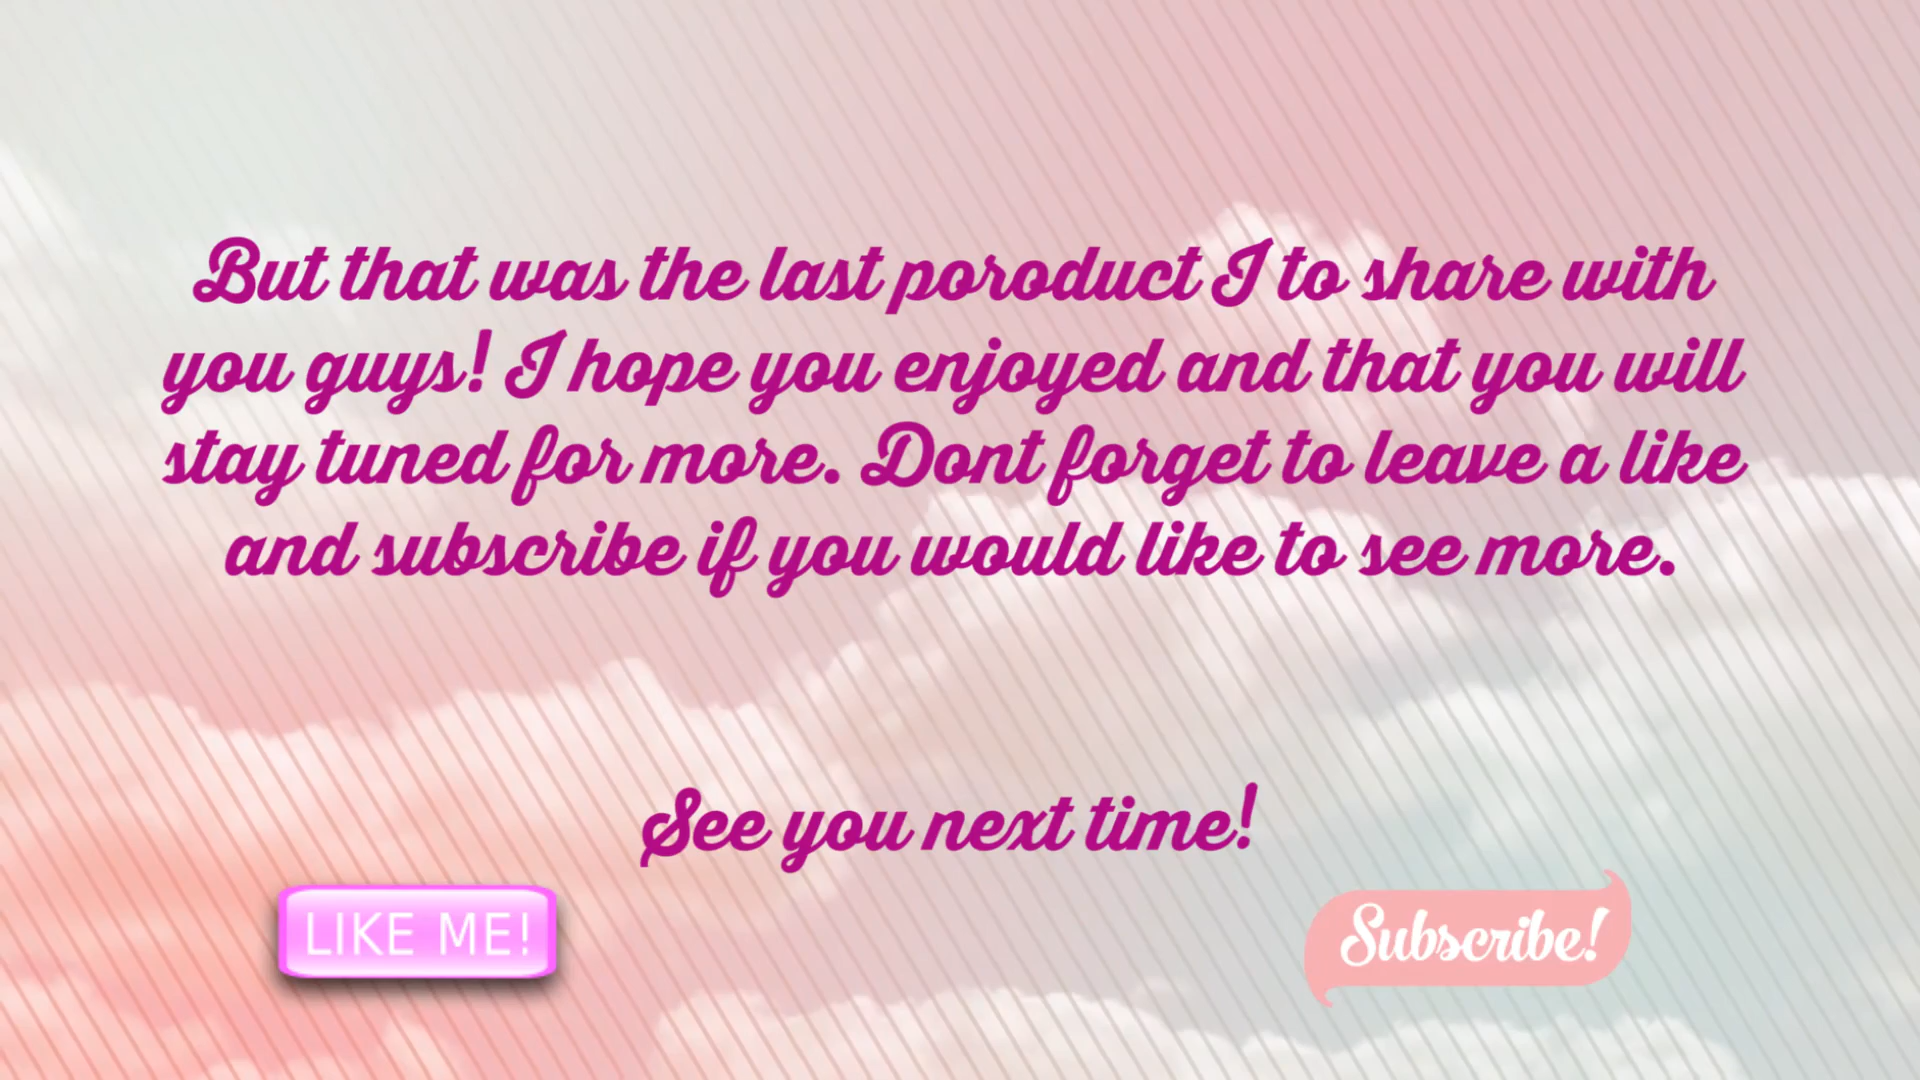 But that was the last poroduct I to share with
you guys! I hope you enjoyed and that you will
stay tuned for more. Dont forget to leave a like
and subscribe if you would like to see more.
See you next time!
LIKE ME!
Subscribe!